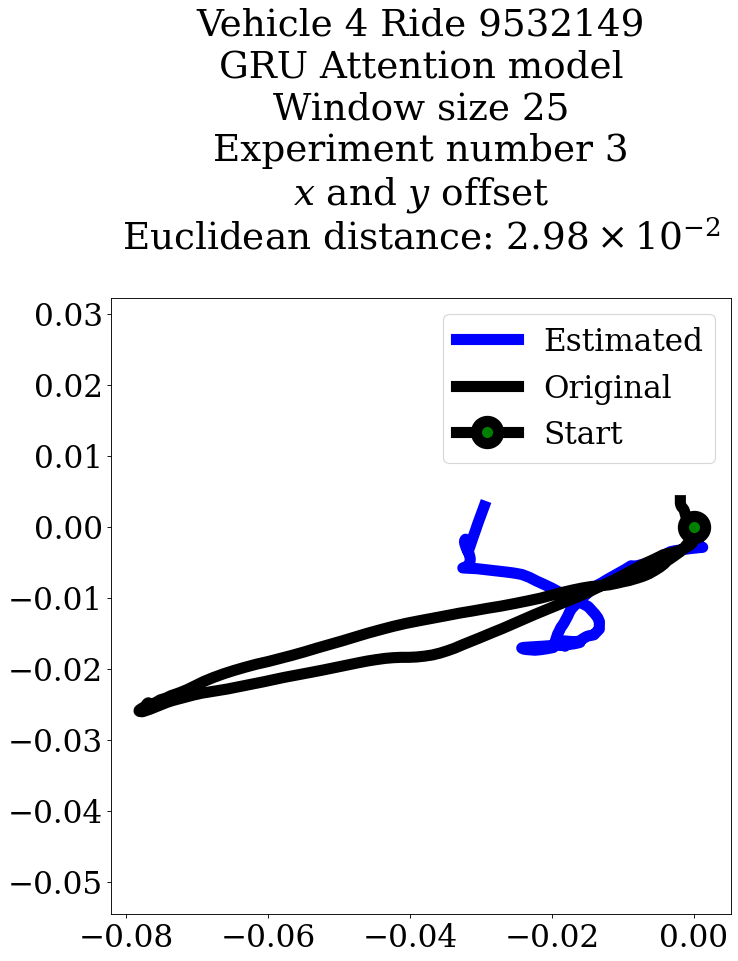 Vehicle 4 Ride 9532149
GRU Attention model
Window size 25
Experiment number 3
x and y offset
Euclidean distance: 2.98 × 10⁻²
Estimated
Original
Start
0.03
0.02
0.01
0.00
−0.01
−0.02
−0.03
−0.04
−0.05
−0.08 −0.06 −0.04 −0.02 0.00